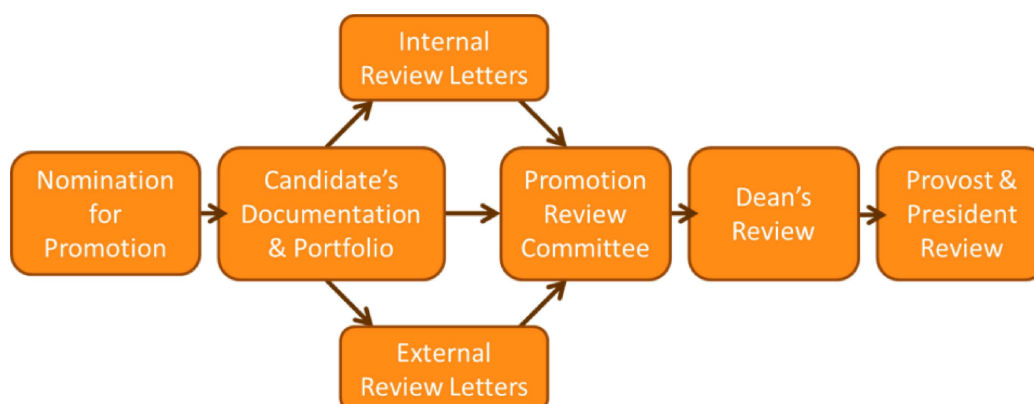 Internal
Review Letters
Nomination
for
Promotion
Candidate's
Documentation
& Portfolio
Promotion
Review
Committee
Dean's
Review
Provost &
President
Review
External
Review Letters